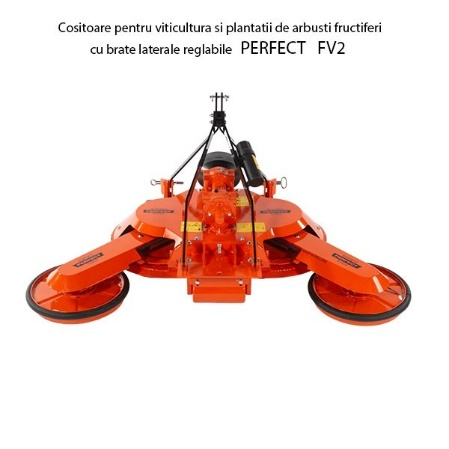 Cositoare pentru viticultura si plantatii de arbusti fructiferi
cu brate laterale reglabile PERFECT FV2